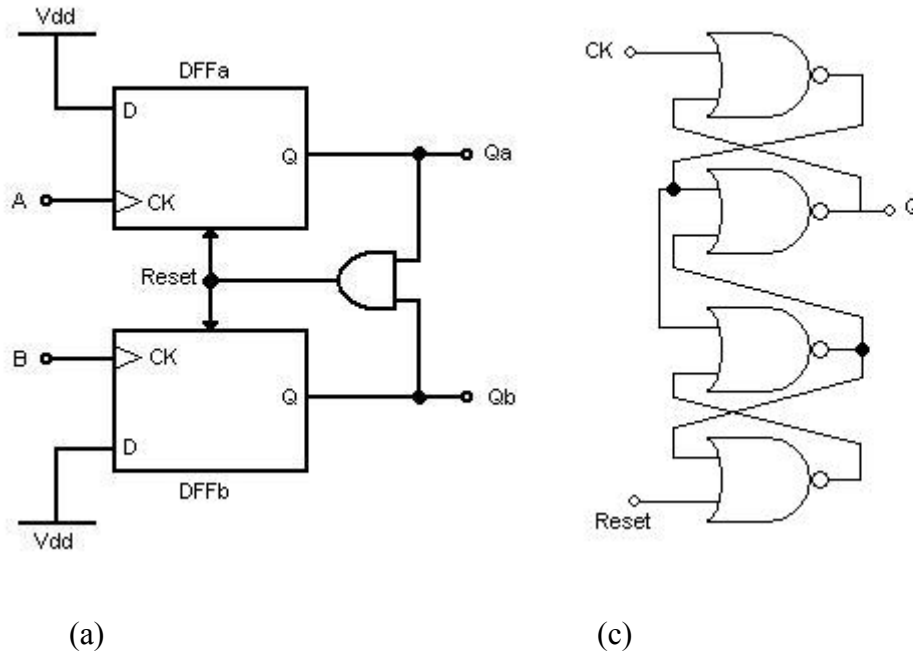 Vdd
DFFa
D
Q
Qa
A
CK
Reset
B
CK
Q
Qb
D
DFFb
Vdd
CK
Q
Reset
(a)
(c)